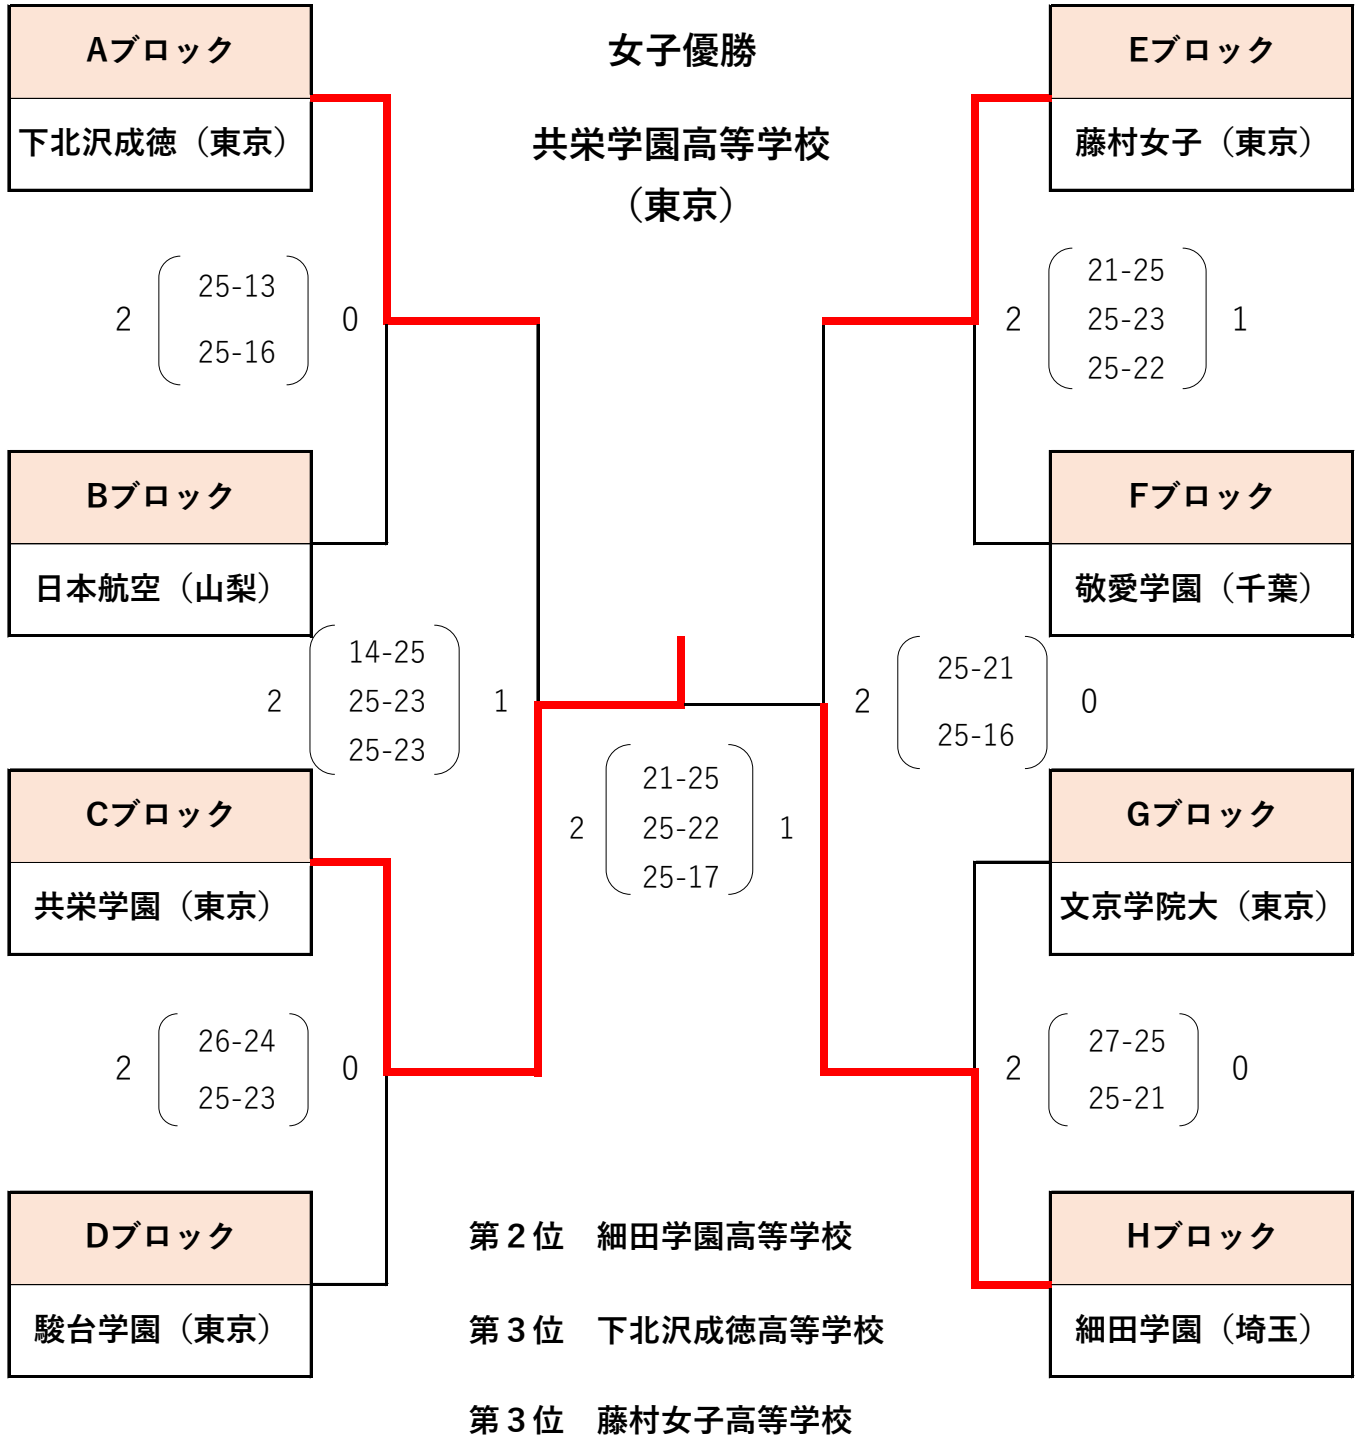 Aブロック
下北沢成徳（東京）
女子優勝
共栄学園高等学校
（東京）
Eブロック
藤村女子（東京）
2
25-13
25-16
0
2
21-25
25-23
25-22
1
Bブロック
日本航空（山梨）
Fブロック
敬愛学園（千葉）
2
14-25
25-23
25-23
1
2
25-21
25-16
0
2
21-25
25-22
25-17
1
Cブロック
共栄学園（東京）
Gブロック
文京学院大（東京）
2
26-24
25-23
0
2
27-25
25-21
0
Dブロック
駿台学園（東京）
Hブロック
細田学園（埼玉）
第２位　細田学園高等学校
第３位　下北沢成徳高等学校
第３位　藤村女子高等学校